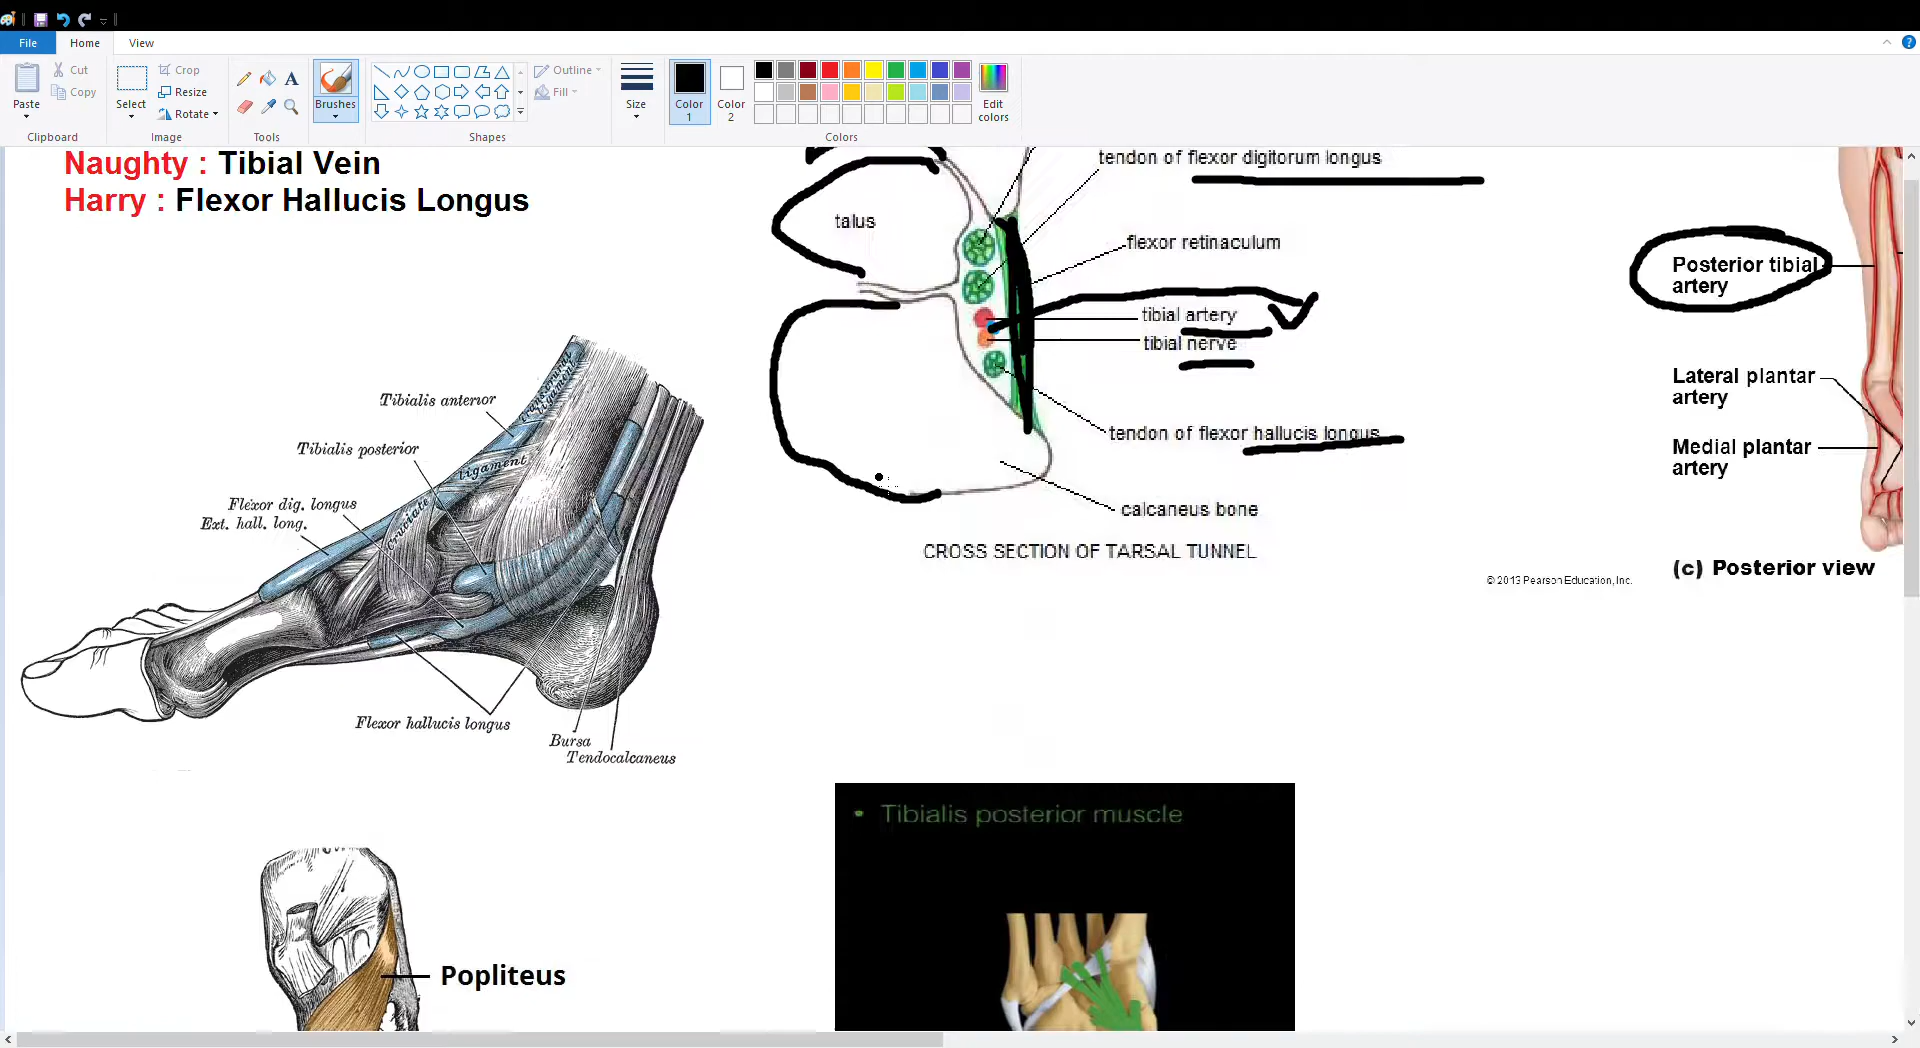 File Home View
Paste
Cut
Copy
Clipboard
Select
Crop
Resize
Rotate
Image
A
Tools
Brushes
Shapes
Outline
Fill
Size
Color 1
Color 2
Edit colors
Colors
Naughty : Tibial Vein
Harry : Flexor Hallucis Longus
Tibialis anterior
Tibialis posterior
Flexor dig. longus
Ext. hall. long.
transcrural
ligament
cruciate
ligament
Flexor hallucis longus
Bursa
Tendocalcaneus
tendon of flexor digitorum longus
talus
flexor retinaculum
tibial artery
tibial nerve
tendon of flexor hallucis longus
calcaneus bone
CROSS SECTION OF TARSAL TUNNEL
© 2013 Pearson Education, Inc.
Posterior tibial
artery
Lateral plantar
artery
Medial plantar
artery
(c) Posterior view
Popliteus
• Tibialis posterior muscle